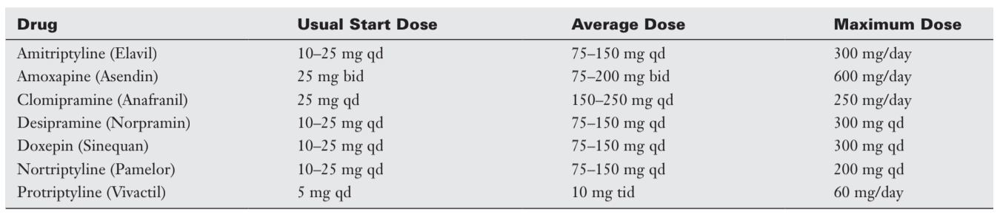 Drug Usual Start Dose Average Dose Maximum Dose
Amitriptyline (Elavil) 10–25 mg qd 75–150 mg qd 300 mg/day
Amoxapine (Asendin) 25 mg bid 75–200 mg bid 600 mg/day
Clomipramine (Anafranil) 25 mg qd 150–250 mg qd 250 mg/day
Desipramine (Norpramin) 10–25 mg qd 75–150 mg qd 300 mg qd
Doxepin (Sinequan) 10–25 mg qd 75–150 mg qd 300 mg qd
Nortriptyline (Pamelor) 10–25 mg qd 75–150 mg qd 200 mg qd
Protriptyline (Vivactil) 5 mg qd 10 mg tid 60 mg/day